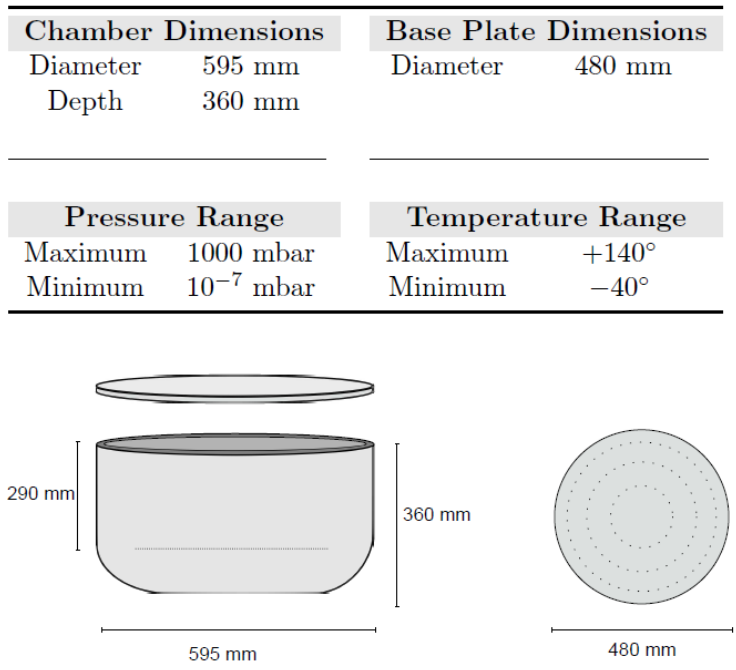 Chamber Dimensions
Diameter 595 mm
Depth 360 mm
Base Plate Dimensions
Diameter 480 mm
Pressure Range
Maximum 1000 mbar
Minimum 10⁻⁷ mbar
Temperature Range
Maximum +140°
Minimum −40°
290 mm
360 mm
595 mm
480 mm